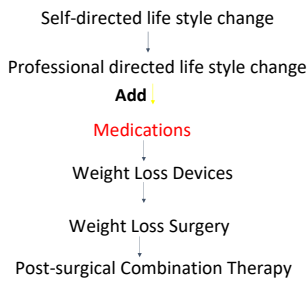 Self-directed life style change
Professional directed life style change
Add
Medications
Weight Loss Devices
Weight Loss Surgery
Post-surgical Combination Therapy